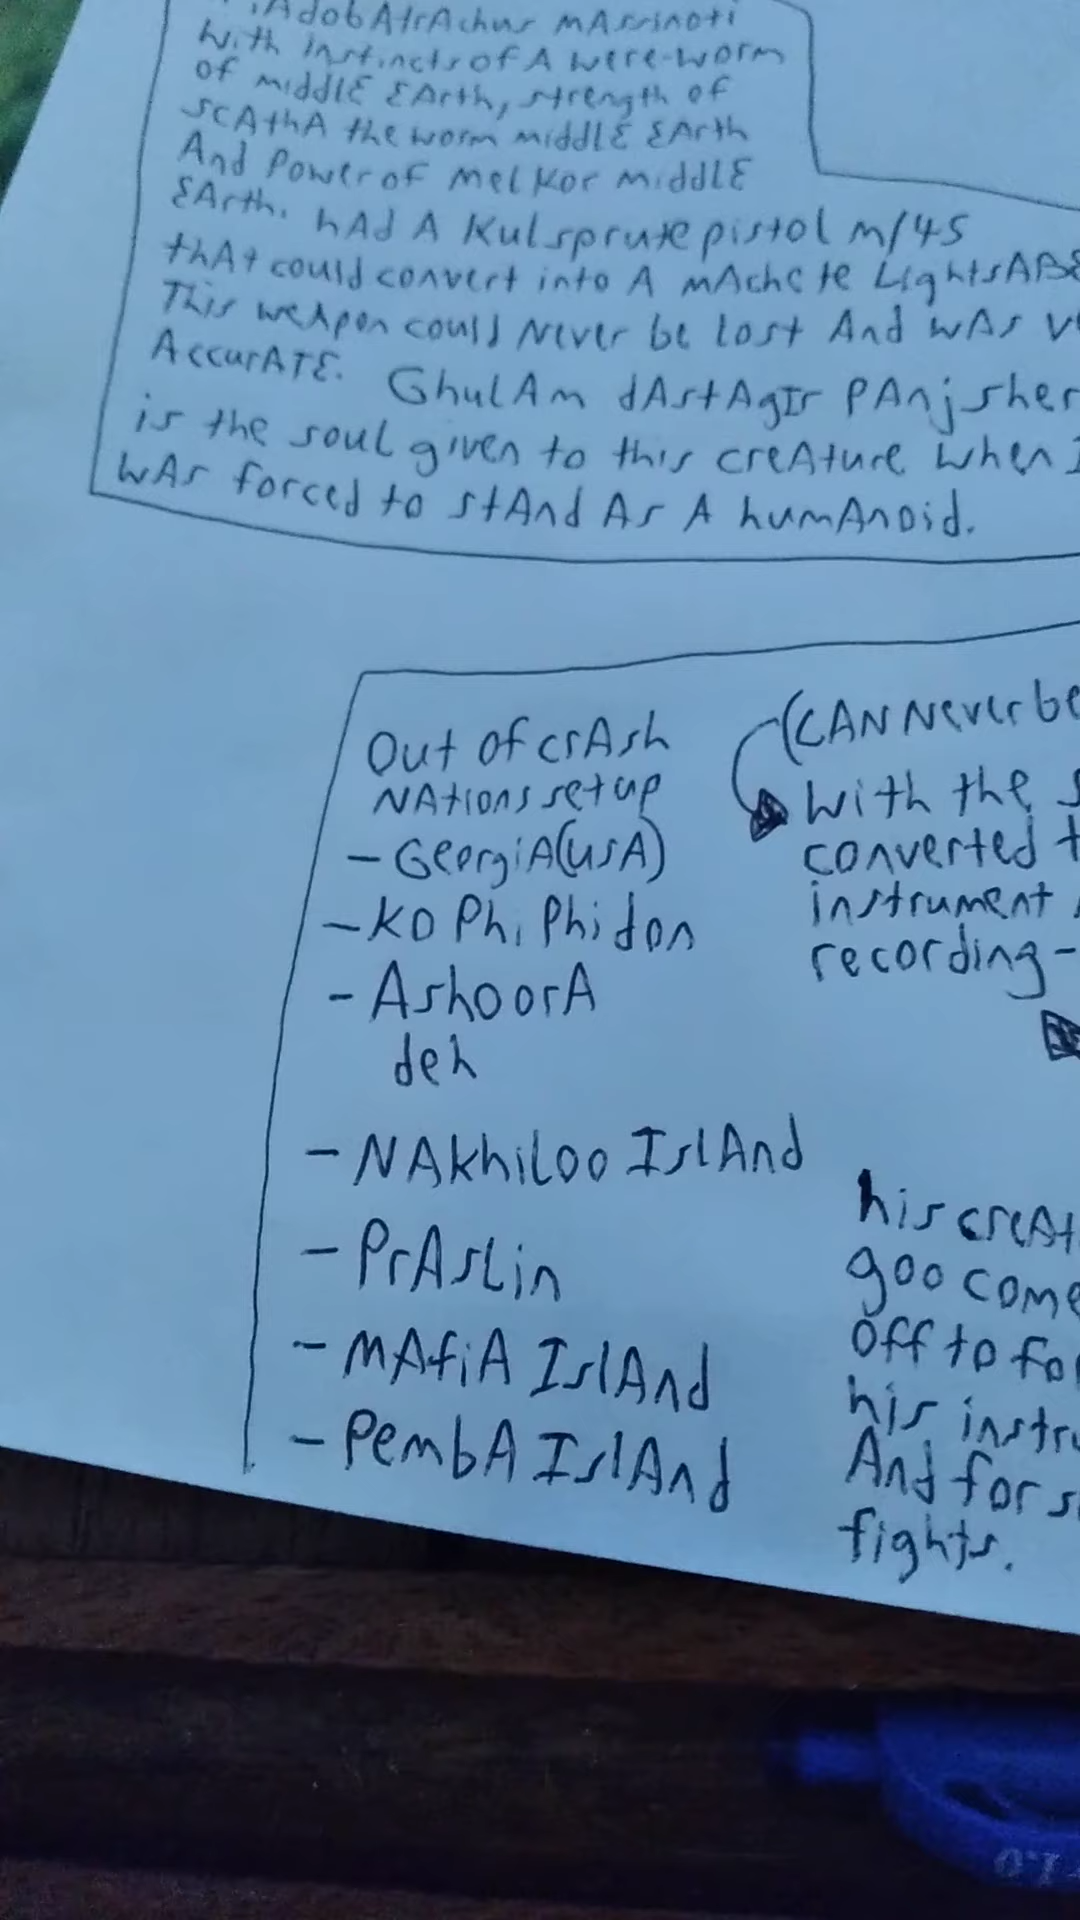 mAssinoti
With instincts of A were-worm
of middlE EArth, strength of
scAthA the worm middlE EArth
And Power of Melkor MiddlE
EArth. hAd A Kulsprutepistol m/45
thAt could convert into A mAchete
This weApon could Never be lost And wAs
AccurATE. GhulAm dAstAgIr
is the soul given to this creAture when
wAs forced to stAnd As A humAnoid.
Out of crAsh
NAtions setup
- GeorgiA (usA)
- KO Phi Phi don
- AshoorA
deh
- NAkhiloo IslAnd
- PrAsLin
- MAfiA IslAnd
- PembA IslAnd
(CAN Never be
With the
converted
instrument
recording -
his
goo
Off to
his
And for
fights.